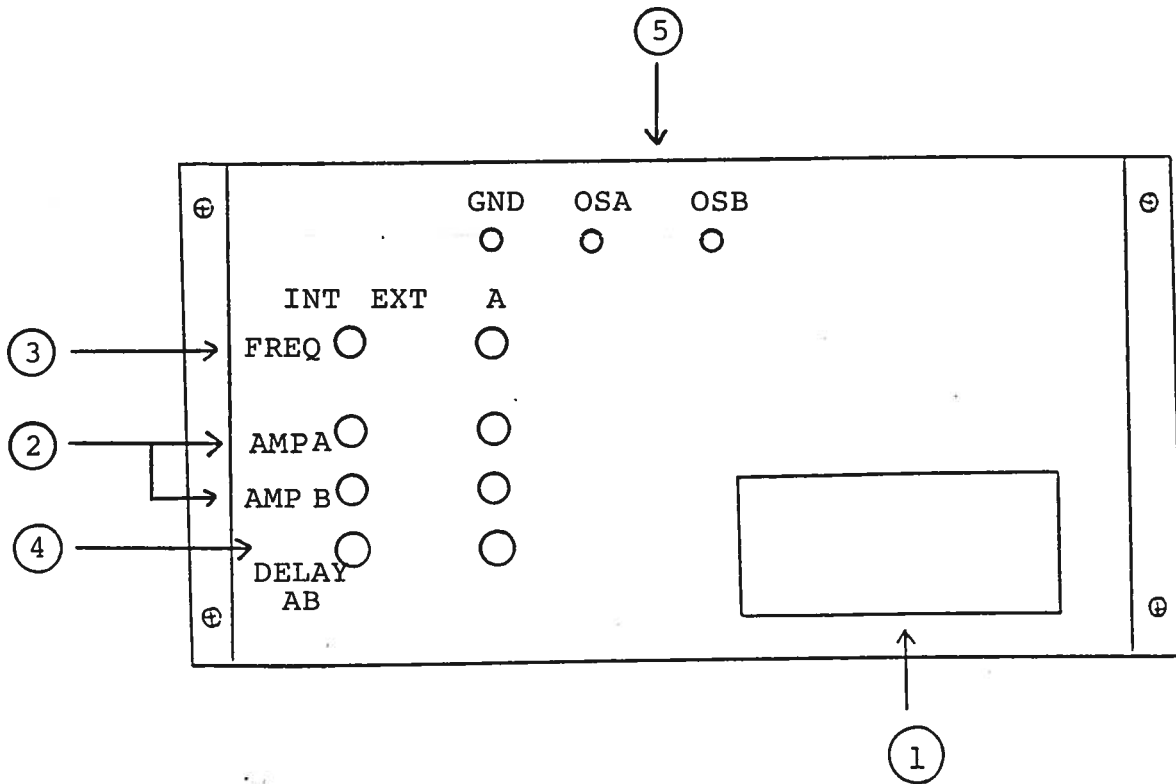 5
GND OSA OSB
INT EXT A
3 FREQ
2 AMP A
AMP B
4
DELAY
AB
1